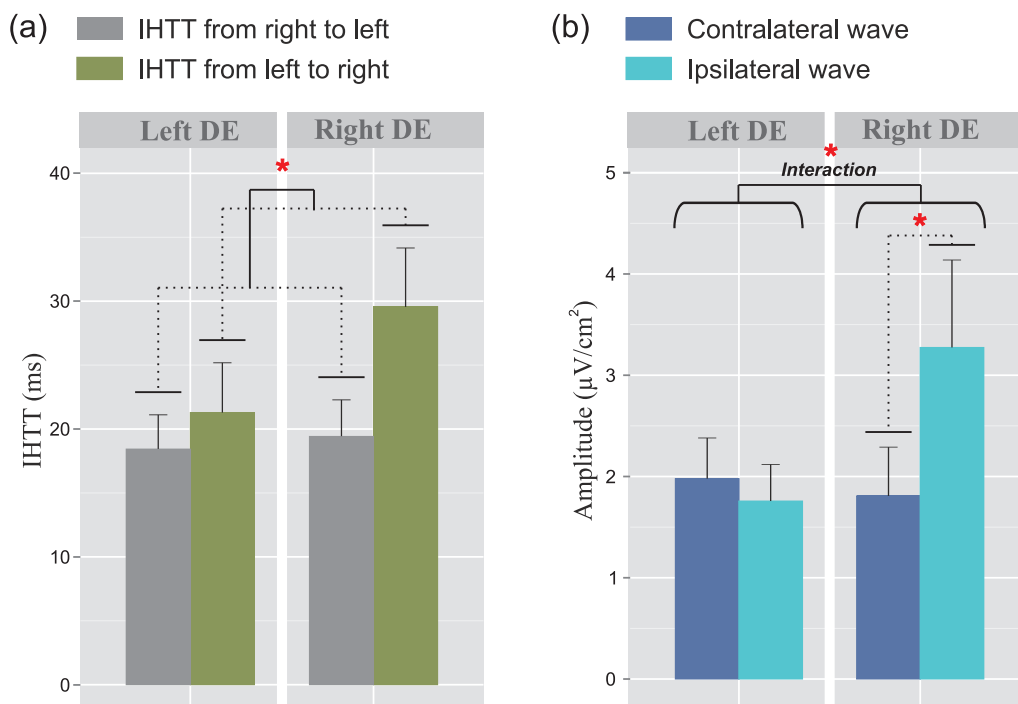 (a)
IHTT from right to left
IHTT from left to right
Left DE
Right DE
*
40
30
20
10
0
IHTT (ms)
(b)
Contralateral wave
Ipsilateral wave
Left DE
Right DE
*
Interaction
*
5
4
3
2
1
0
Amplitude (µV/cm²)